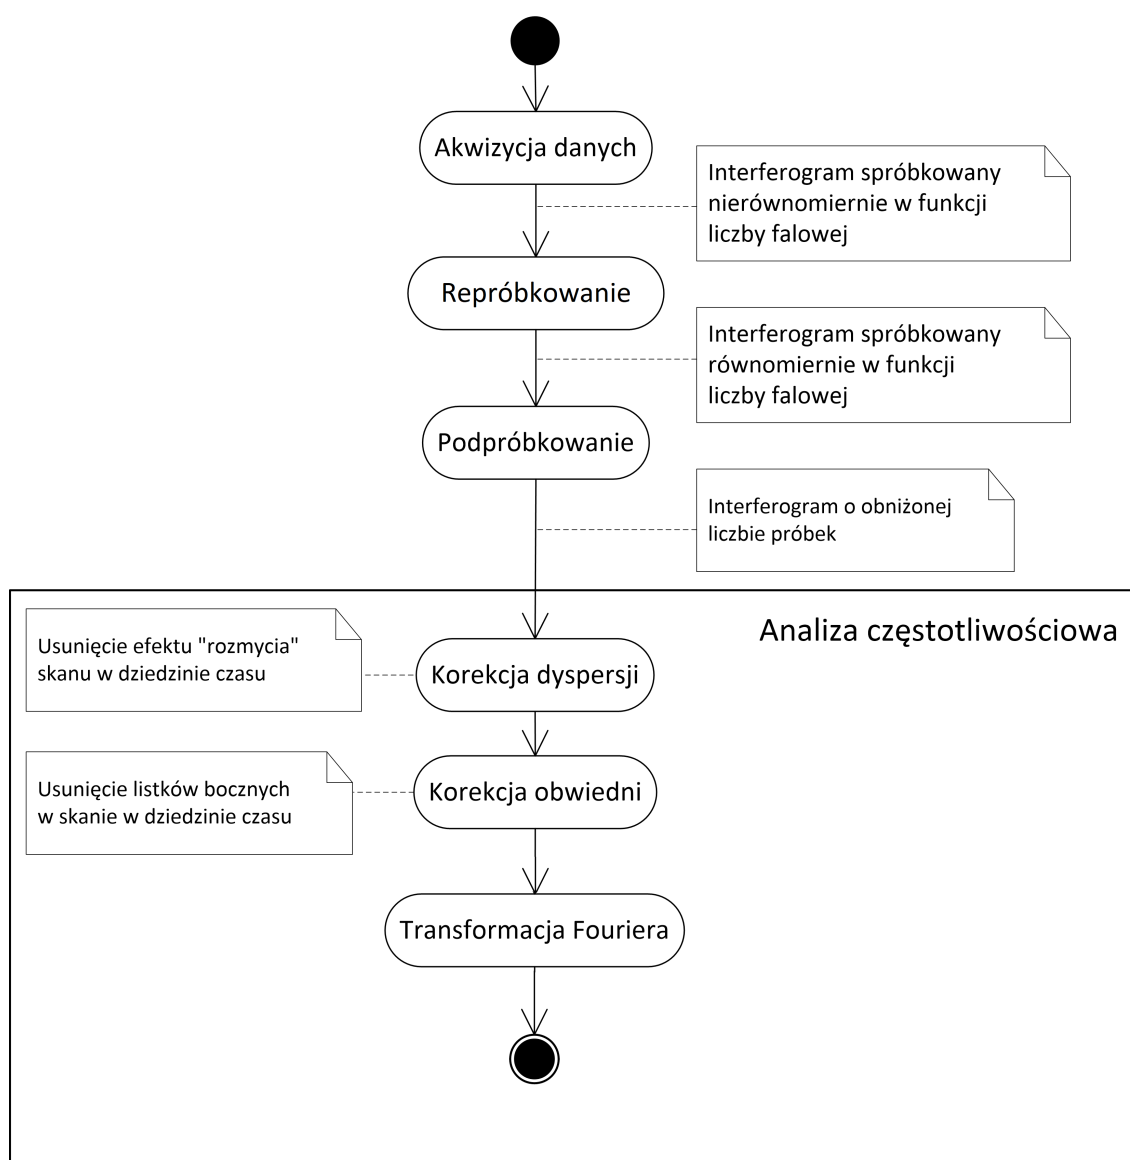 Akwizycja danych
Interferogram spróbkowany
nierównomiernie w funkcji
liczby falowej
Repróbkowanie
Interferogram spróbkowany
równomiernie w funkcji
liczby falowej
Podpróbkowanie
Interferogram o obniżonej
liczbie próbek
Analiza częstotliwościowa
Usunięcie efektu "rozmycia"
skanu w dziedzinie czasu
Korekcja dyspersji
Usunięcie listków bocznych
w skanie w dziedzinie czasu
Korekcja obwiedni
Transformacja Fouriera